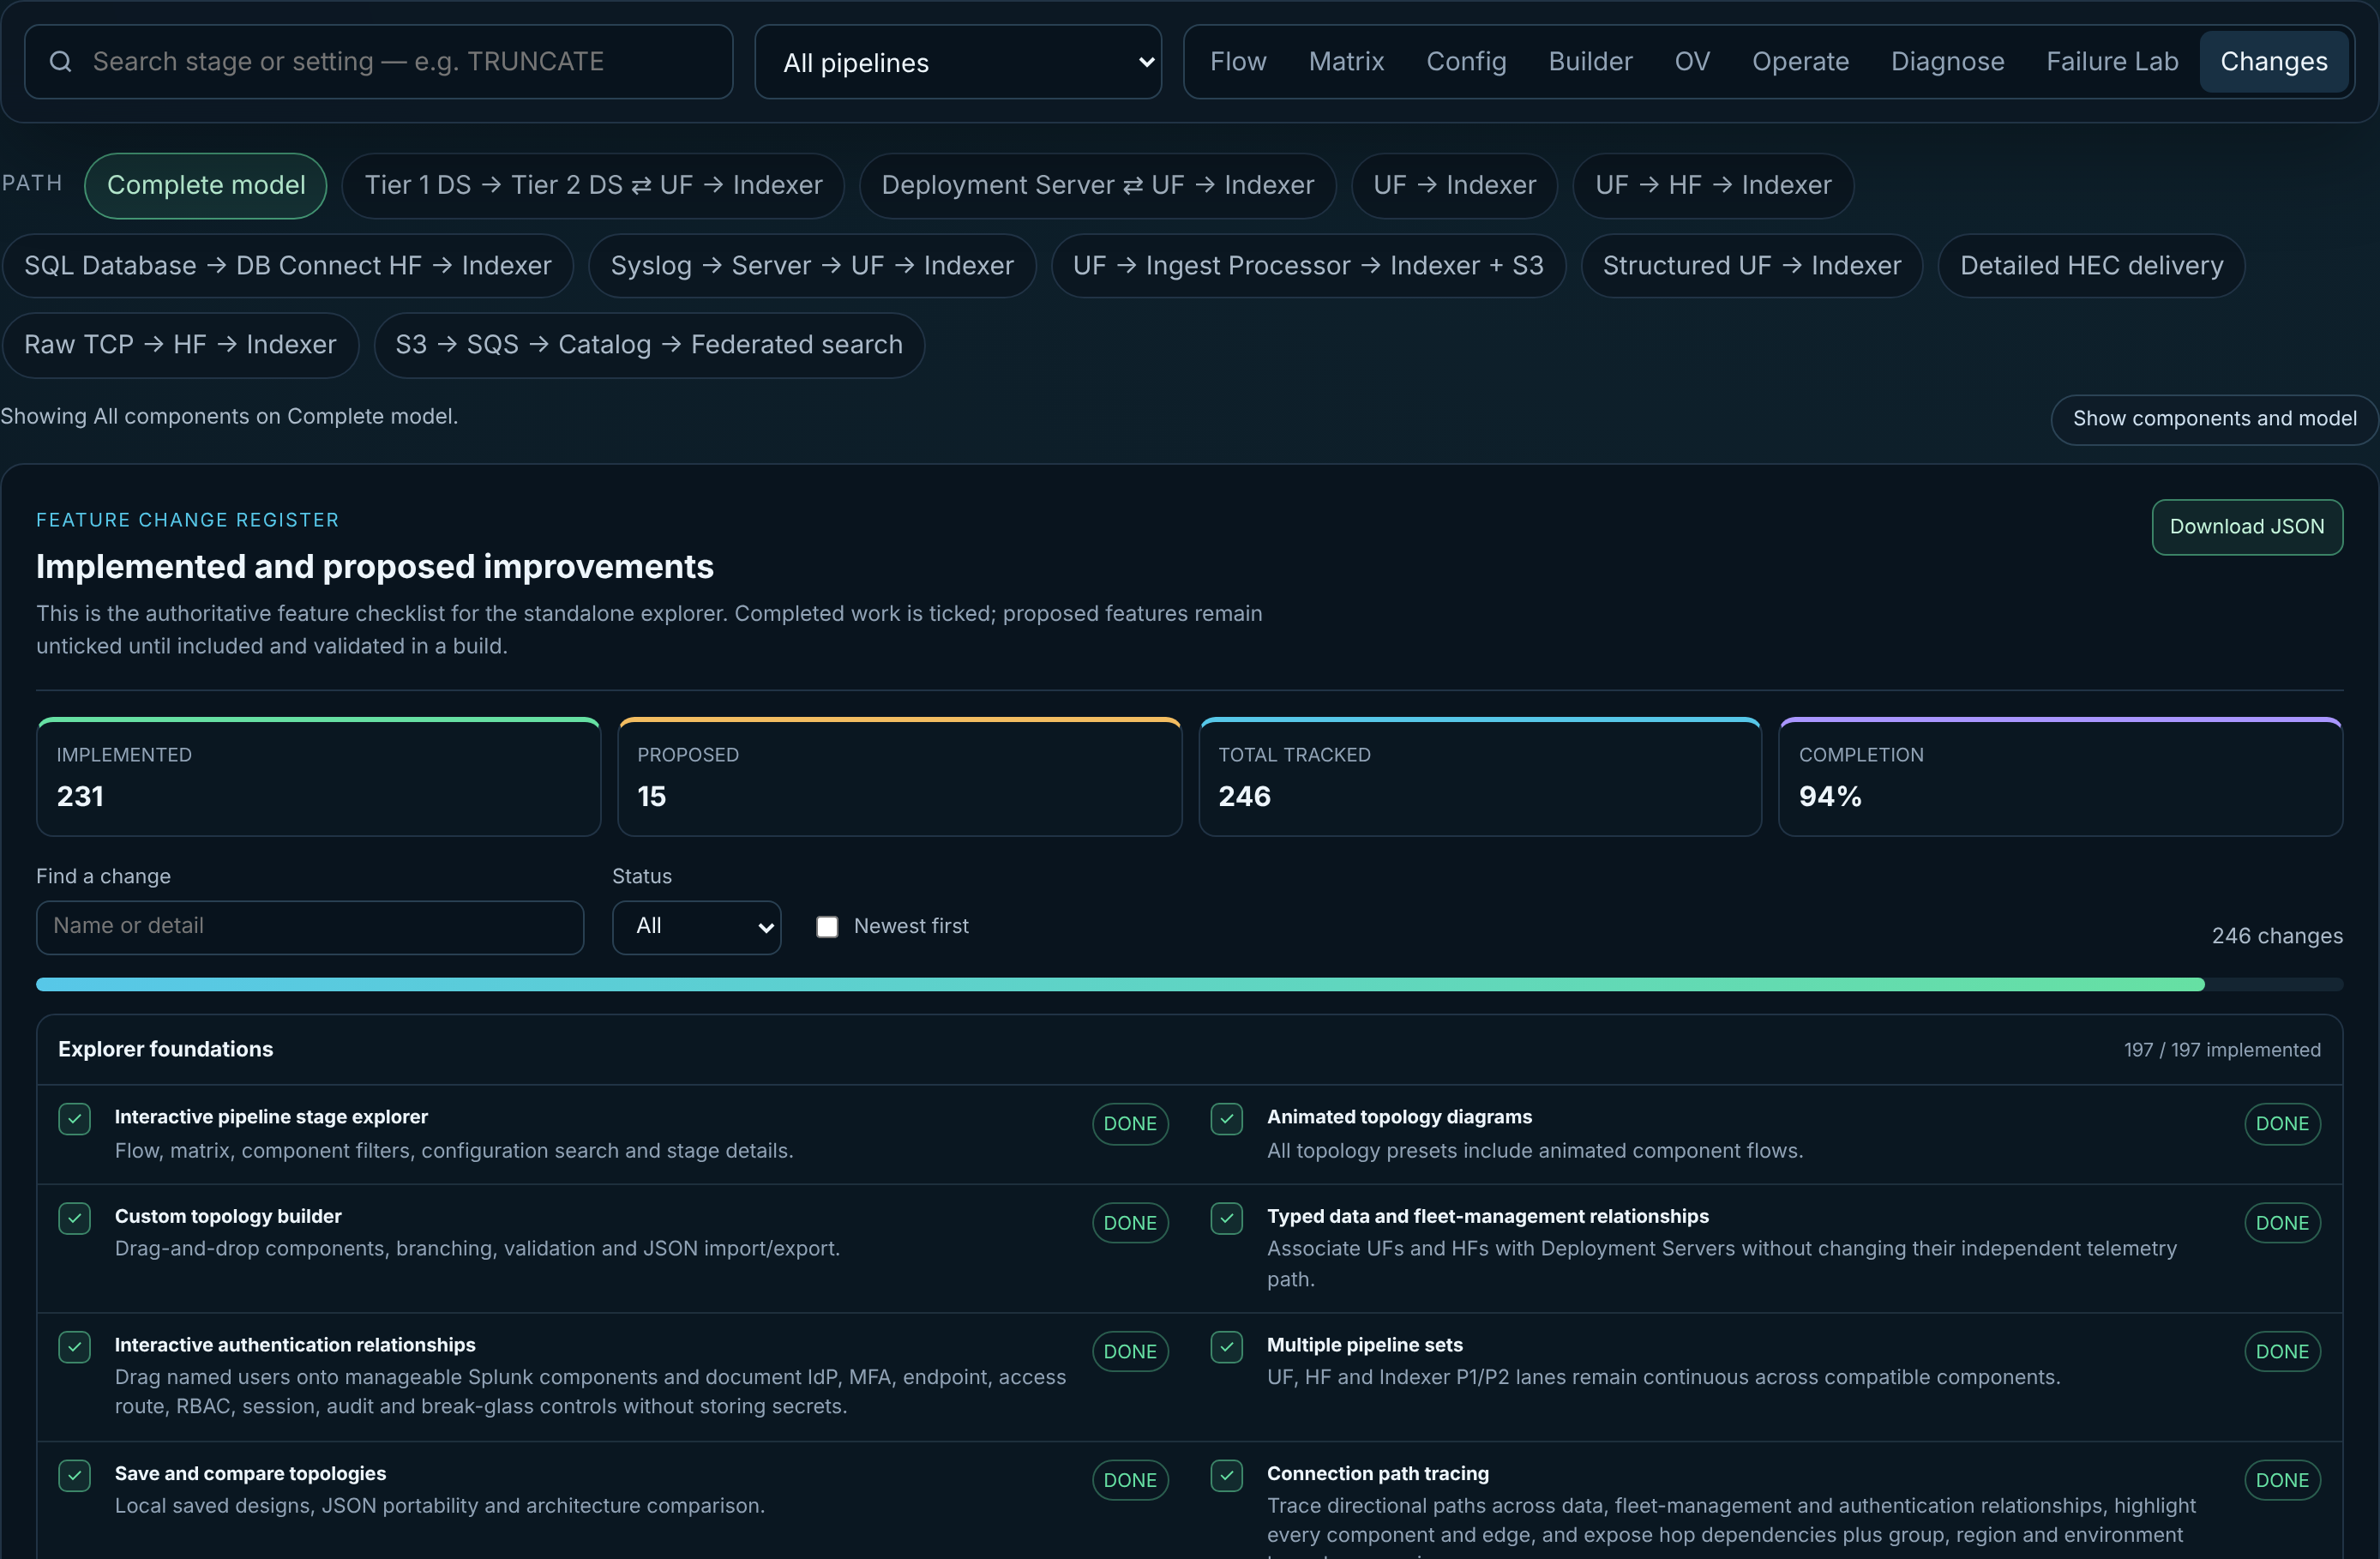 Search stage or setting — e.g. TRUNCATE
All pipelines
Flow Matrix Config Builder OV Operate Diagnose Failure Lab Changes
PATH Complete model Tier 1 DS → Tier 2 DS ⇄ UF → Indexer Deployment Server ⇄ UF → Indexer UF → Indexer UF → HF → Indexer
SQL Database → DB Connect HF → Indexer Syslog → Server → UF → Indexer UF → Ingest Processor → Indexer + S3 Structured UF → Indexer Detailed HEC delivery
Raw TCP → HF → Indexer S3 → SQS → Catalog → Federated search
Showing All components on Complete model.
Show components and model
FEATURE CHANGE REGISTER
Download JSON
Implemented and proposed improvements
This is the authoritative feature checklist for the standalone explorer. Completed work is ticked; proposed features remain
unticked until included and validated in a build.
IMPLEMENTED
231
PROPOSED
15
TOTAL TRACKED
246
COMPLETION
94%
Find a change
Name or detail
Status
All
Newest first
246 changes
Explorer foundations
197 / 197 implemented
Interactive pipeline stage explorer
Flow, matrix, component filters, configuration search and stage details.
DONE
Animated topology diagrams
All topology presets include animated component flows.
DONE
Custom topology builder
Drag-and-drop components, branching, validation and JSON import/export.
DONE
Typed data and fleet-management relationships
Associate UFs and HFs with Deployment Servers without changing their independent telemetry
path.
DONE
Interactive authentication relationships
Drag named users onto manageable Splunk components and document IdP, MFA, endpoint, access
route, RBAC, session, audit and break-glass controls without storing secrets.
DONE
Multiple pipeline sets
UF, HF and Indexer P1/P2 lanes remain continuous across compatible components.
DONE
Save and compare topologies
Local saved designs, JSON portability and architecture comparison.
DONE
Connection path tracing
Trace directional paths across data, fleet-management and authentication relationships, highlight
every component and edge, and expose hop dependencies plus group, region and environment
DONE